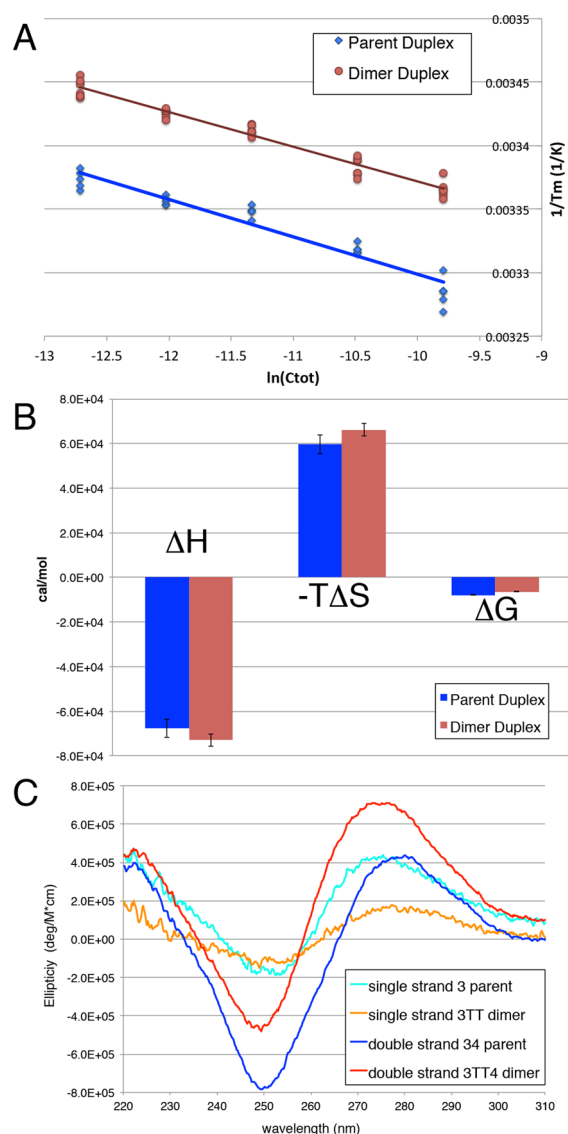 A
Parent Duplex
Dimer Duplex
0.0035
0.00345
0.0034
0.00335
0.0033
0.00325
1/Tm (1/K)
-13 -12.5 -12 -11.5 -11 -10.5 -10 -9.5 -9
ln(Ctot)
B
8.0E+04
6.0E+04
4.0E+04
2.0E+04
0.0E+00
-2.0E+04
-4.0E+04
-6.0E+04
-8.0E+04
cal/mol
ΔH
-TΔS
ΔG
Parent Duplex
Dimer Duplex
C
8.0E+05
6.0E+05
4.0E+05
2.0E+05
0.0E+00
-2.0E+05
-4.0E+05
-6.0E+05
-8.0E+05
Ellipticiy (deg/M*cm)
single strand 3 parent
single strand 3TT dimer
double strand 34 parent
double strand 3TT4 dimer
220 230 240 250 260 270 280 290 300 310
wavelength (nm)